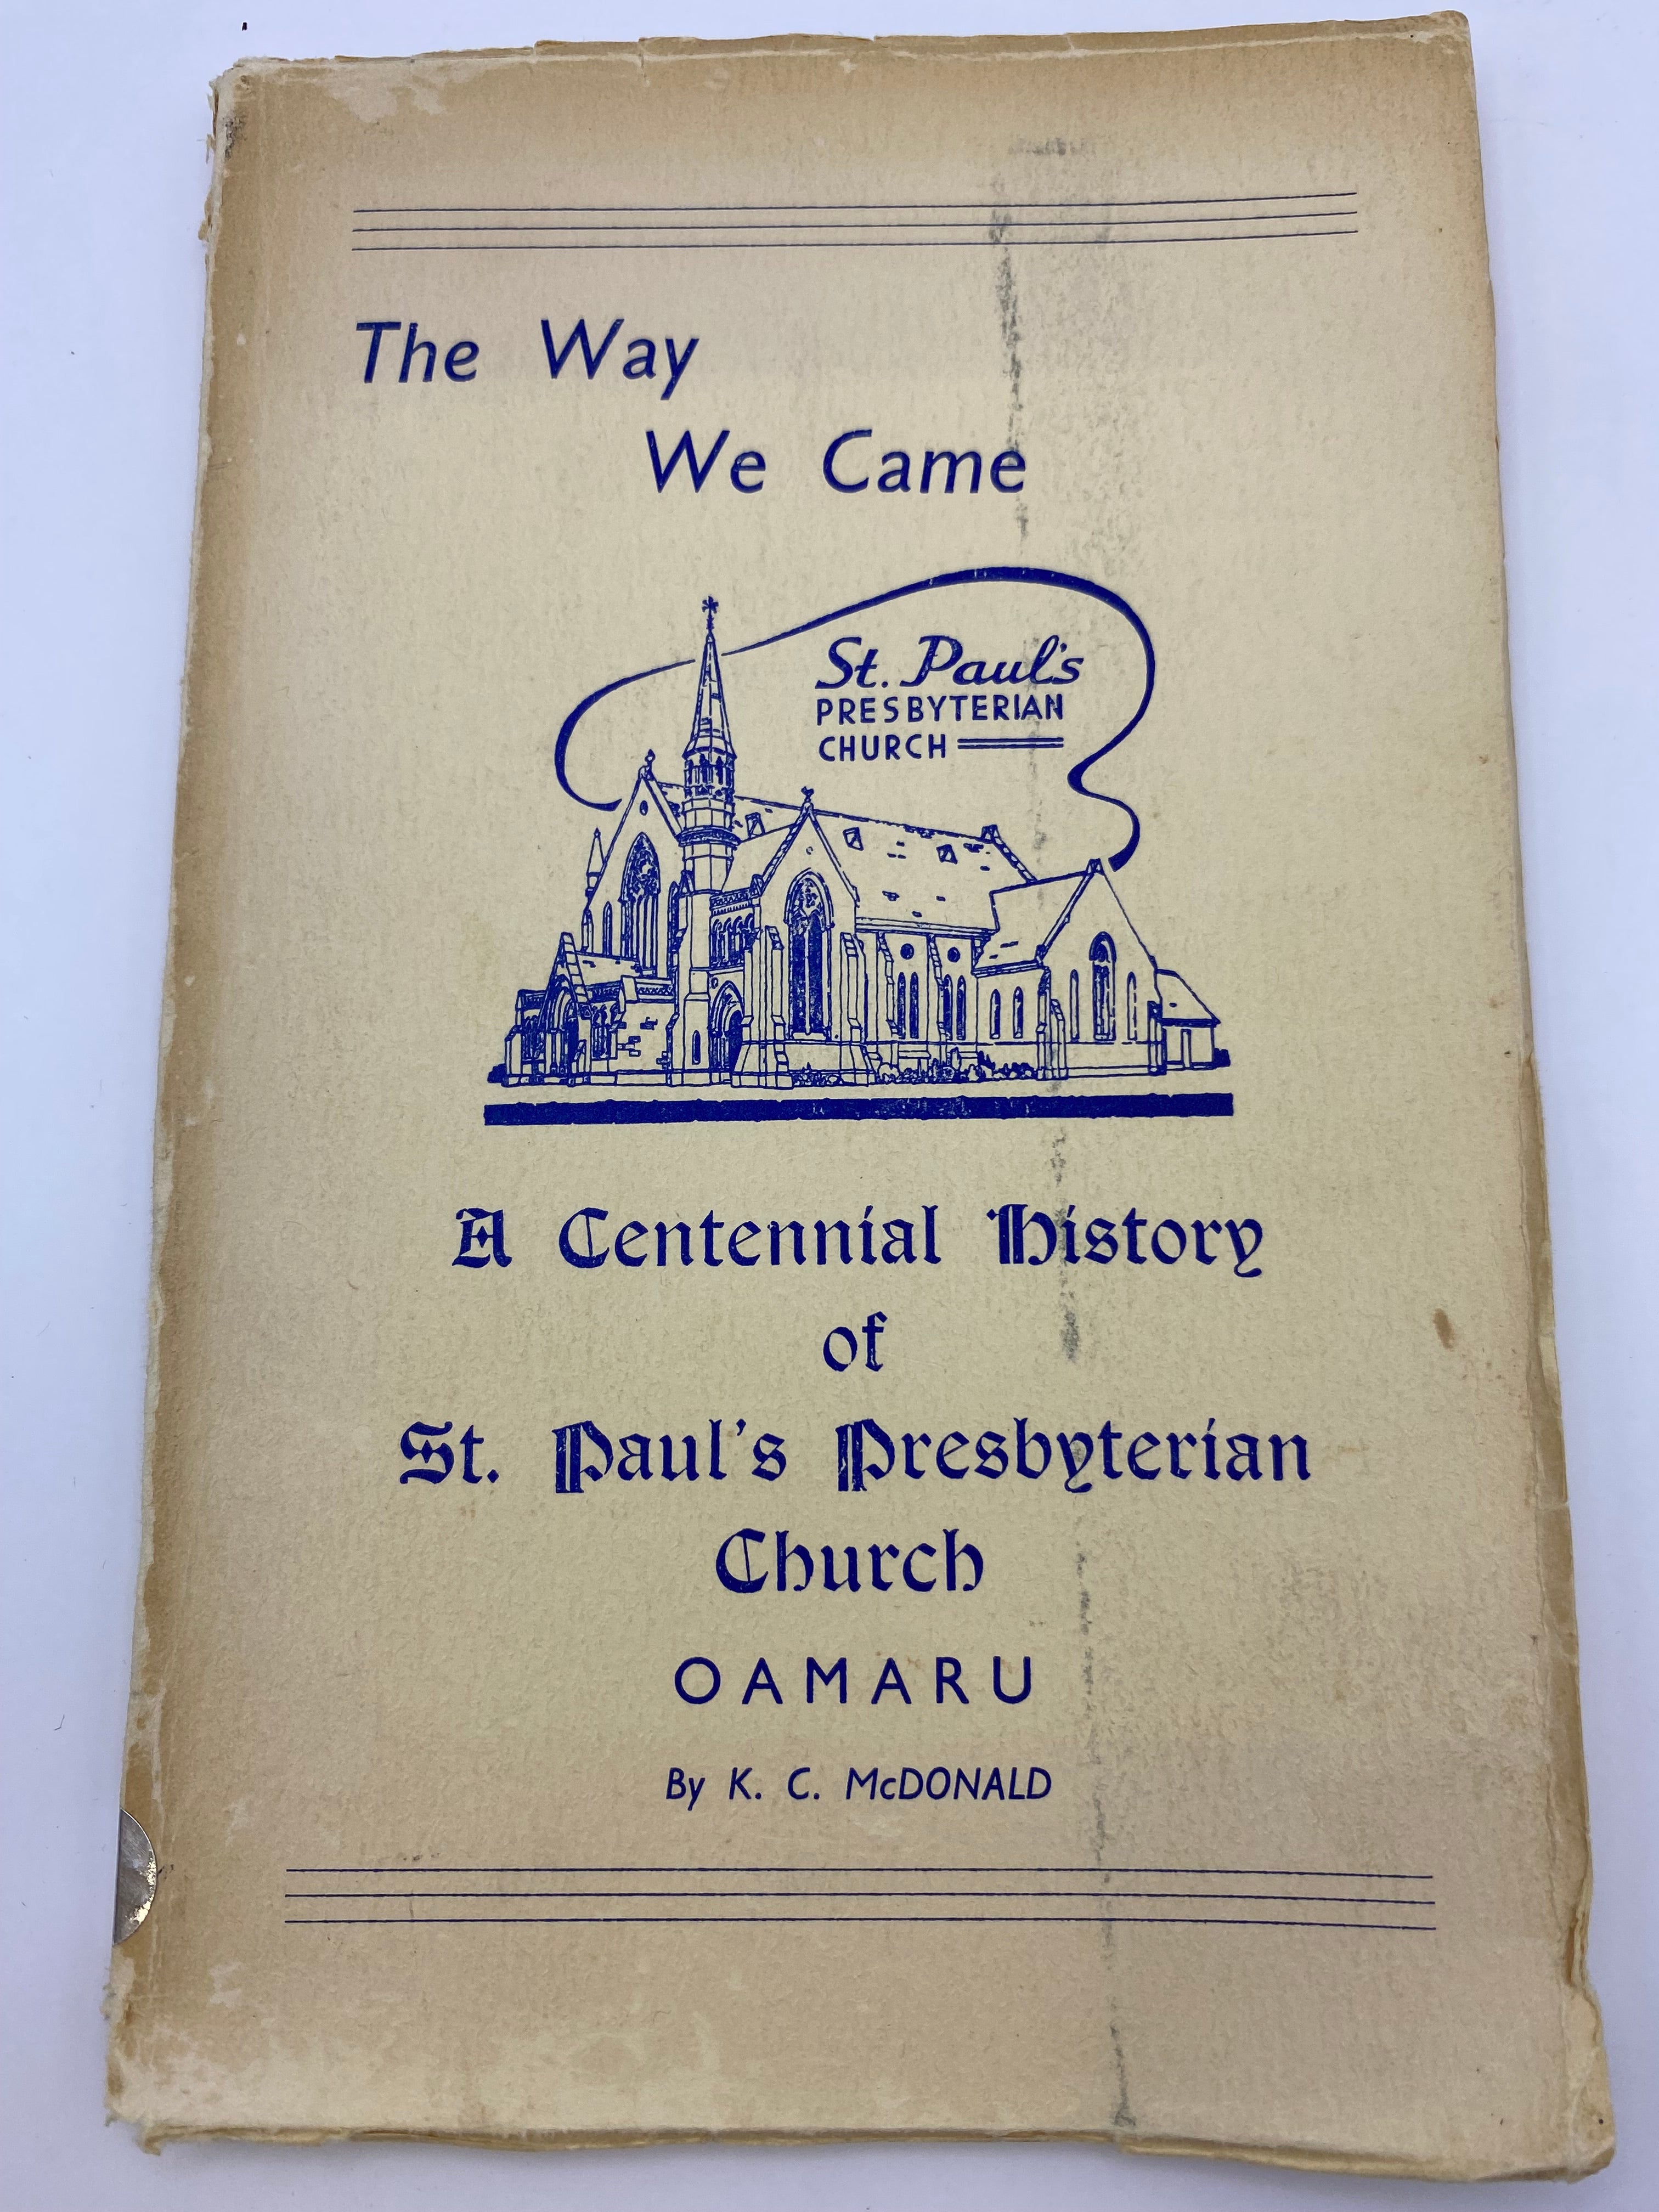 The Way
We Came
St. Paul's
PRESBYTERIAN
CHURCH
A Centennial History
of
St. Paul's Presbyterian
Church
OAMARU
By K. C. McDONALD